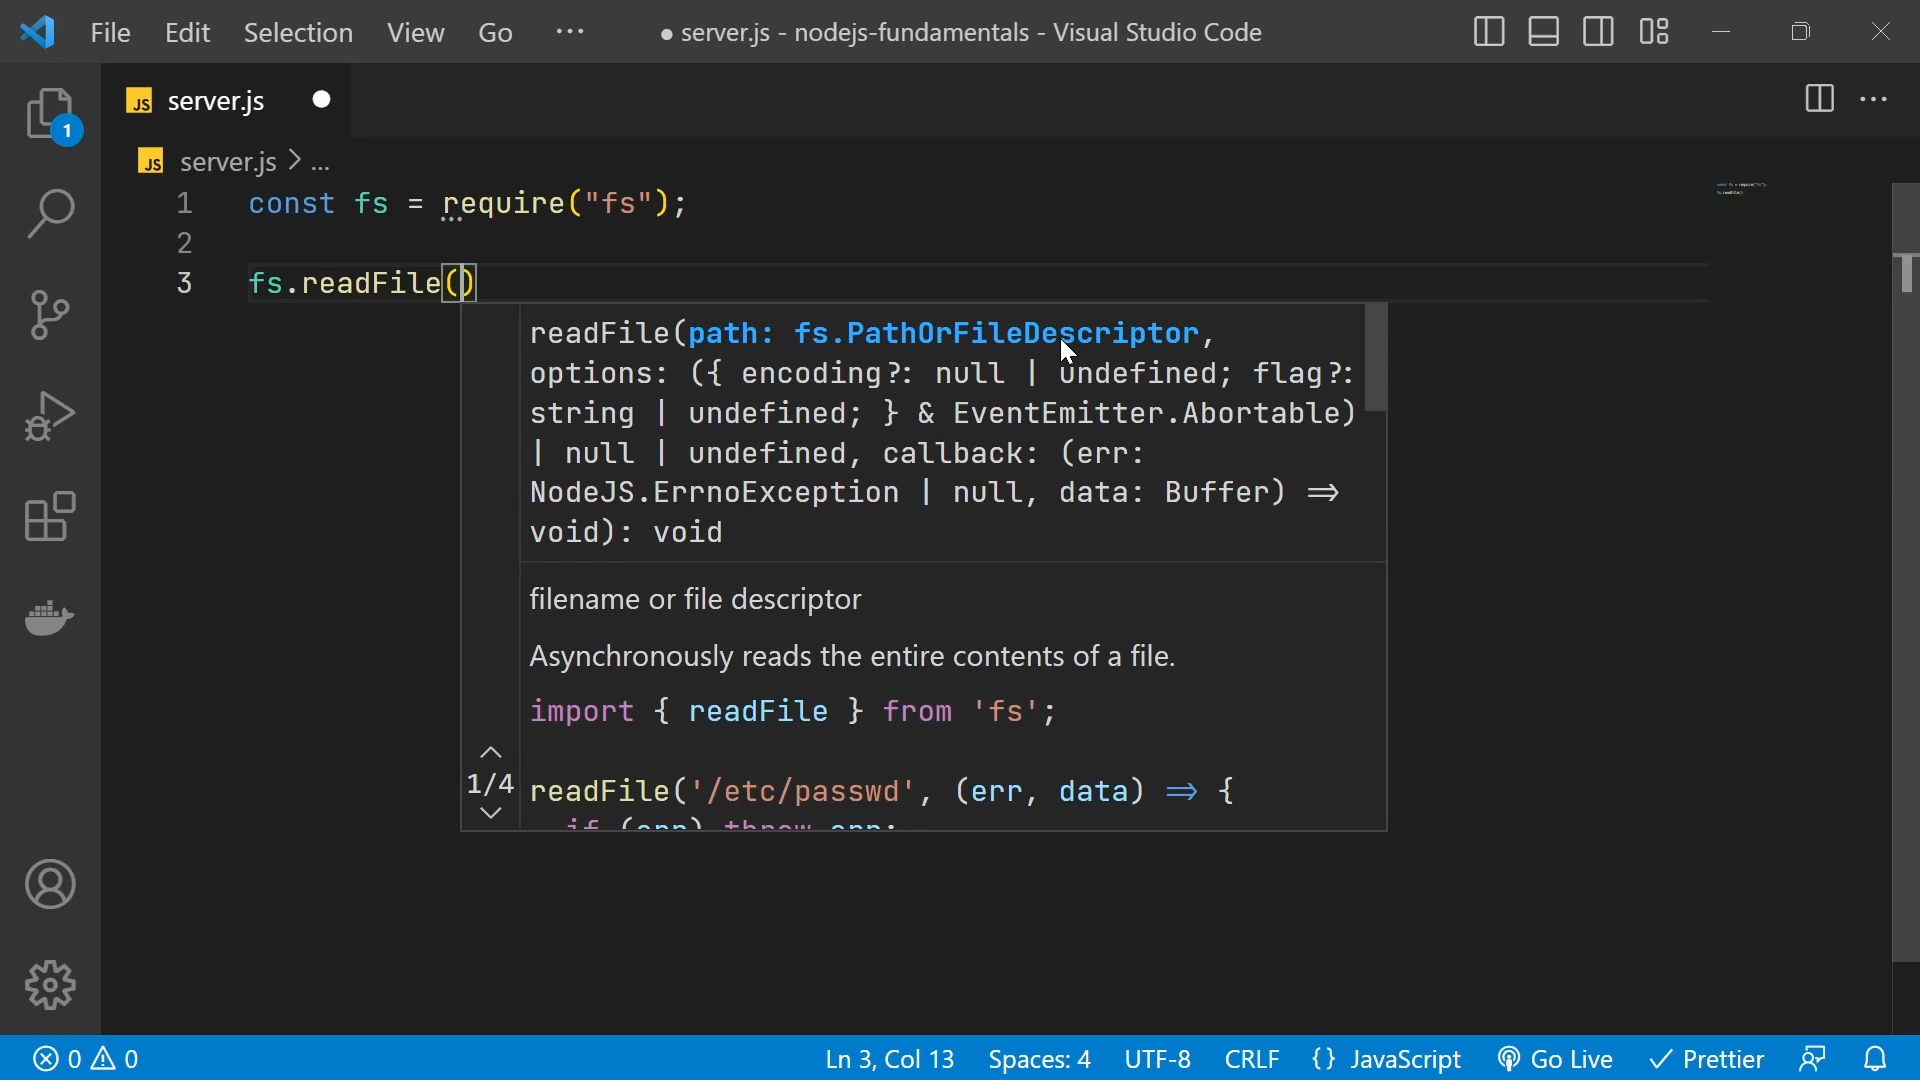 File Edit Selection View Go ··· ● server.js - nodejs-fundamentals - Visual Studio Code
JS server.js ●
1
JS server.js > ...
1 const fs = require("fs");
2
3 fs.readFile()
readFile(path: fs.PathOrFileDescriptor,
options: ({ encoding?: null | undefined; flag?:
string | undefined; } & EventEmitter.Abortable)
| null | undefined, callback: (err:
NodeJS.ErrnoException | null, data: Buffer) =>
void): void
filename or file descriptor
Asynchronously reads the entire contents of a file.
import { readFile } from 'fs';
1/4
readFile('/etc/passwd', (err, data) => {
if (err) throw err;
0 0 Ln 3, Col 13 Spaces: 4 UTF-8 CRLF {} JavaScript Go Live ✓ Prettier